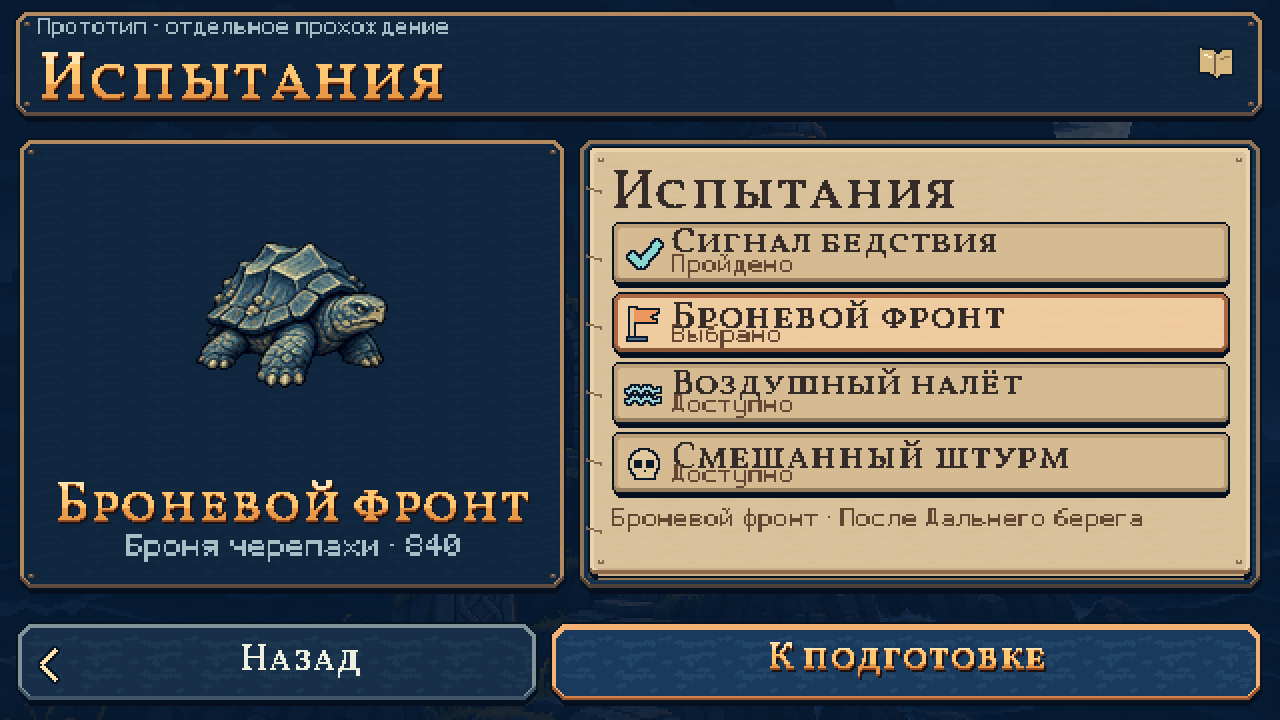 Прототип · отдельное прохождение
Испытания
Броневой фронт
Броня черепахи · 840
Испытания
Сигнал бедствия
Пройдено
Броневой фронт
Выбрано
Воздушный налёт
Доступно
Смешанный штурм
Доступно
Броневой фронт · После Дальнего берега
Назад
К подготовке